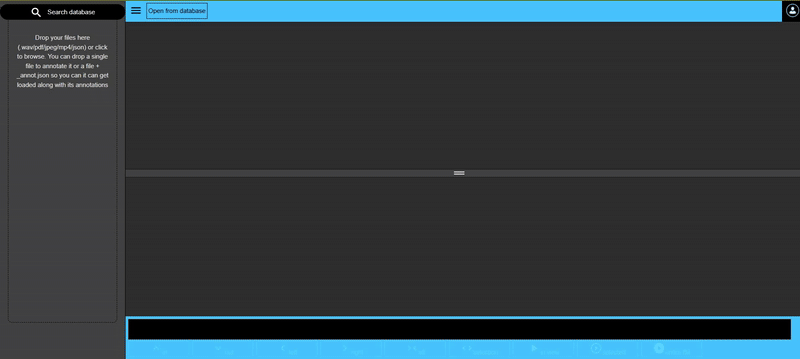 Search database
Open from database
Drop your files here
(.wav/pdf/jpeg/mp4/json) or click
to browse. You can drop a single
file to annotate it or a file +
_annot.json so you can it can get
loaded along with its annotations